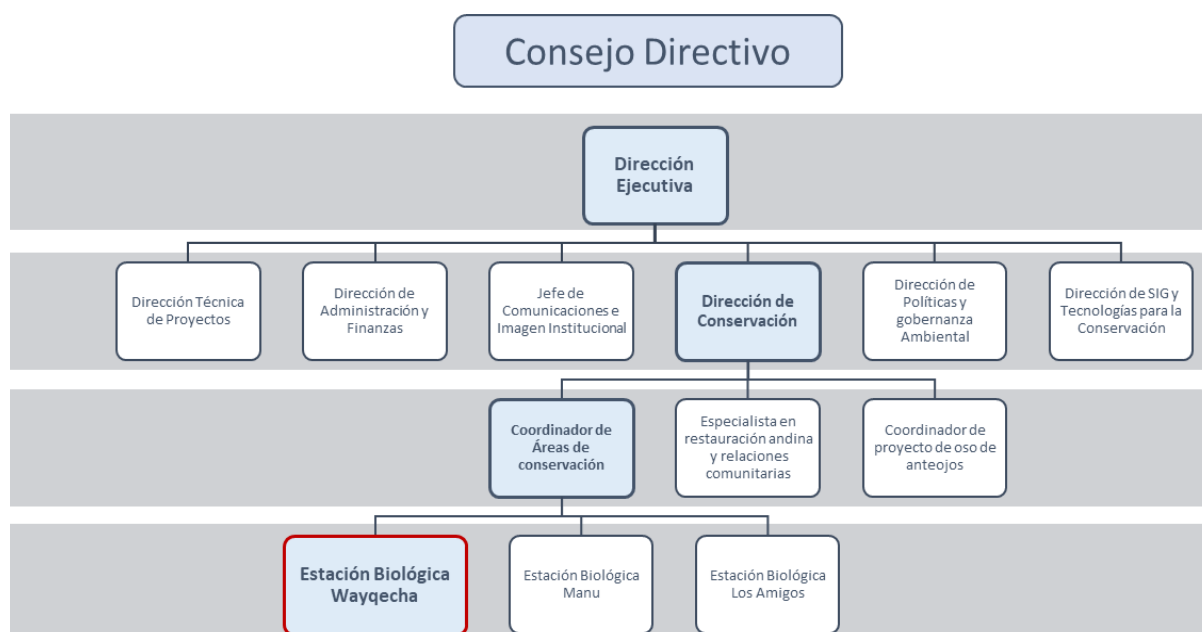 Consejo Directivo
Dirección
Ejecutiva
Dirección Técnica
de Proyectos
Dirección de
Administración y
Finanzas
Jefe de
Comunicaciones e
Imagen Institucional
Dirección de
Conservación
Dirección de
Políticas y
gobernanza
Ambiental
Dirección de SIG y
Tecnologías para la
Conservación
Coordinador de
Áreas de
conservación
Especialista en
restauración andina
y relaciones
comunitarias
Coordinador de
proyecto de oso de
anteojos
Estación Biológica
Wayqecha
Estación Biológica
Manu
Estación Biológica
Los Amigos